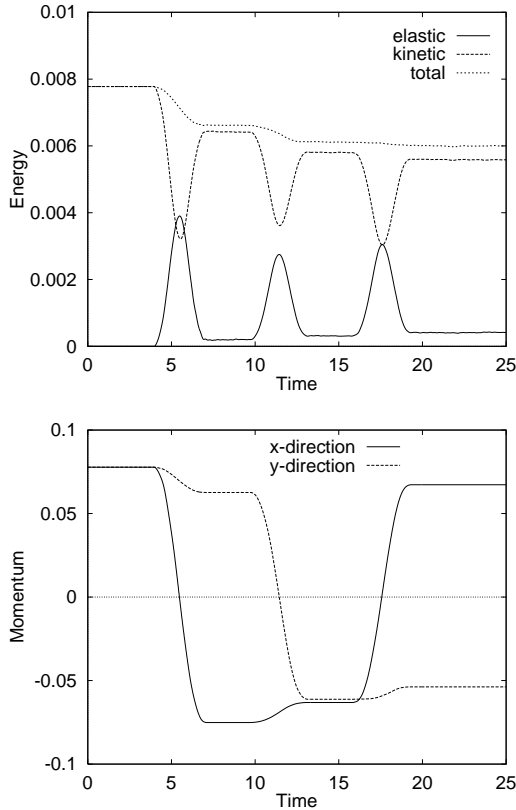 elastic
kinetic
total
0.01
0.008
0.006
0.004
0.002
0
Energy
0 5 10 15 20 25
Time
x-direction
y-direction
0.1
0.05
0
-0.05
-0.1
Momentum
0 5 10 15 20 25
Time